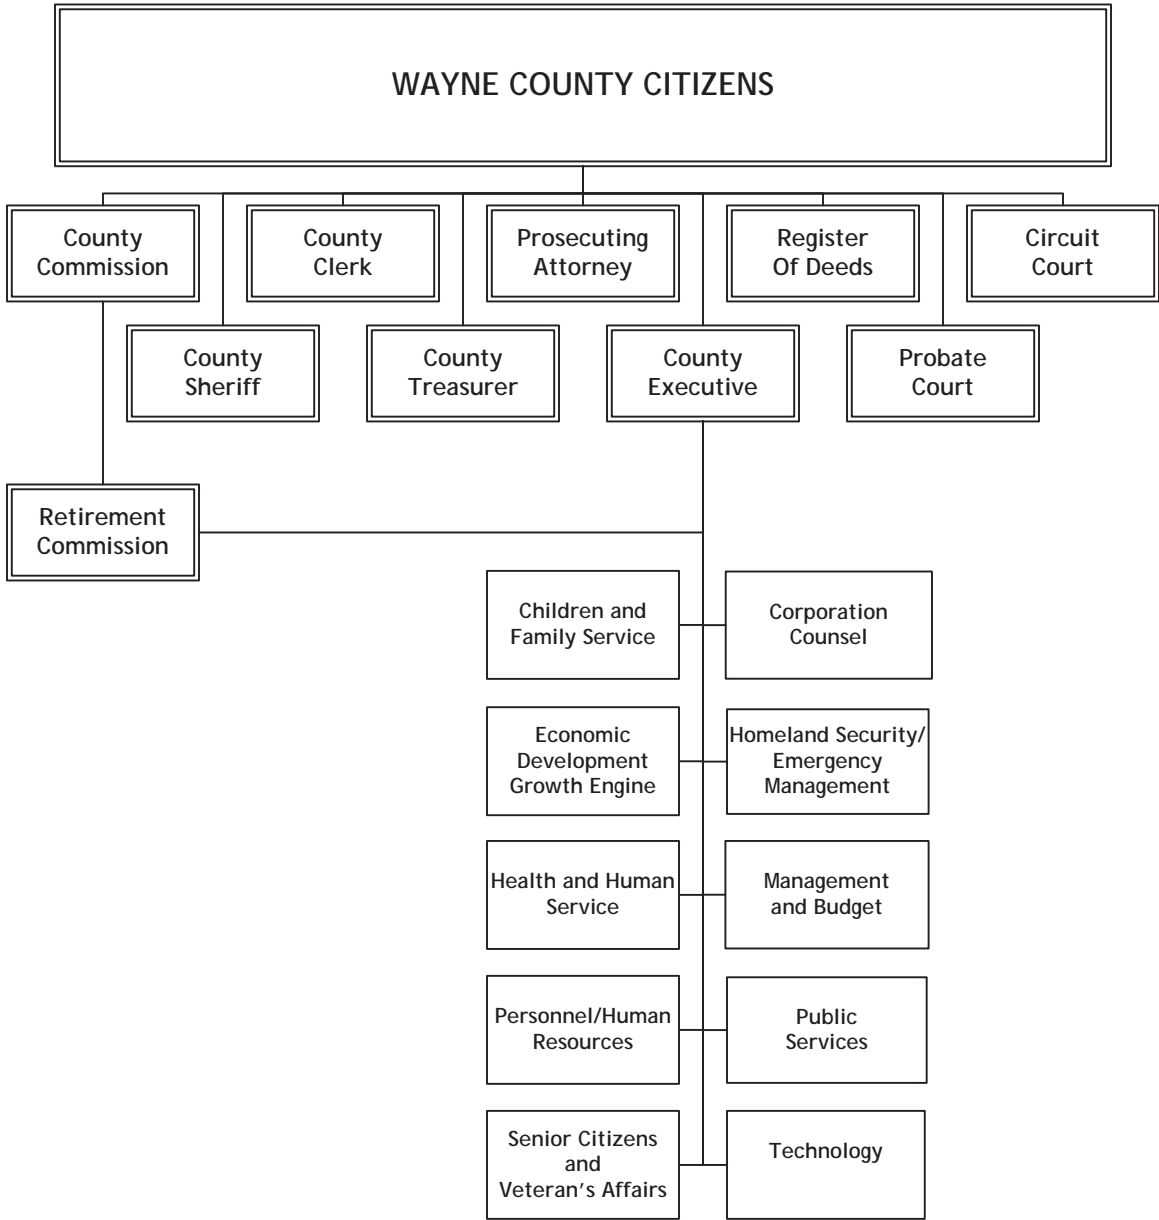 WAYNE COUNTY CITIZENS
County
Commission
County
Clerk
Prosecuting
Attorney
Register
Of Deeds
Circuit
Court
County
Sheriff
County
Treasurer
County
Executive
Probate
Court
Retirement
Commission
Children and
Family Service
Corporation
Counsel
Economic
Development
Growth Engine
Homeland Security/
Emergency
Management
Health and Human
Service
Management
and Budget
Personnel/Human
Resources
Public
Services
Senior Citizens
and
Veteran's Affairs
Technology